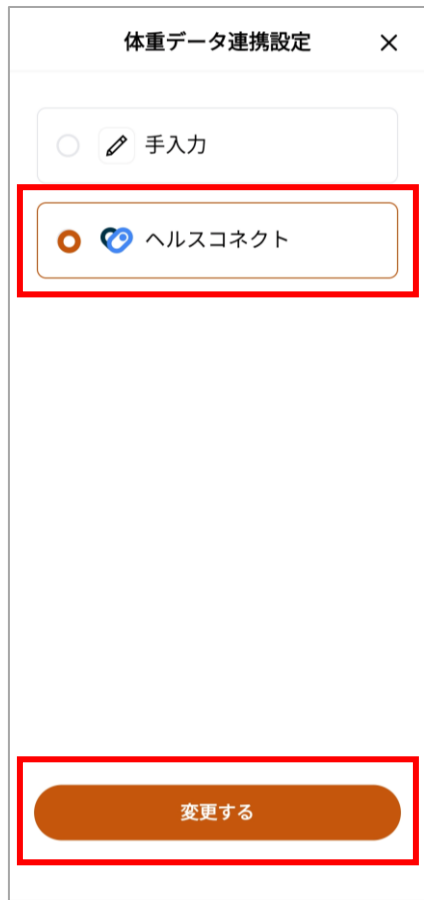 体重データ連携設定
手入力
ヘルスコネクト
変更する